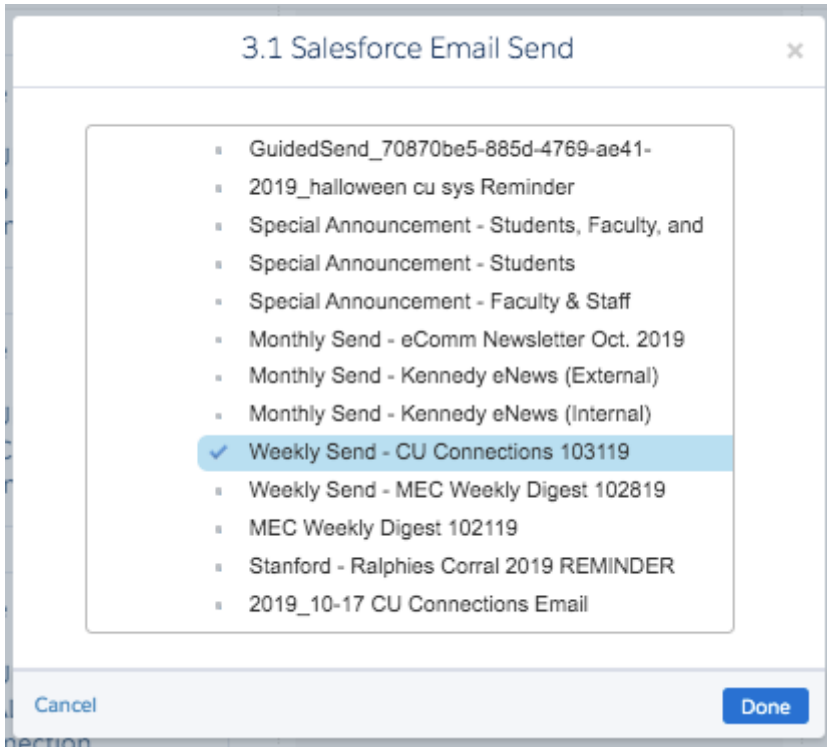 3.1 Salesforce Email Send
GuidedSend_70870be5-885d-4769-ae41-
2019_halloween cu sys Reminder
Special Announcement - Students, Faculty, and
Special Announcement - Students
Special Announcement - Faculty & Staff
Monthly Send - eComm Newsletter Oct. 2019
Monthly Send - Kennedy eNews (External)
Monthly Send - Kennedy eNews (Internal)
Weekly Send - CU Connections 103119
Weekly Send - MEC Weekly Digest 102819
MEC Weekly Digest 102119
Stanford - Ralphies Corral 2019 REMINDER
2019_10-17 CU Connections Email
Cancel
Done